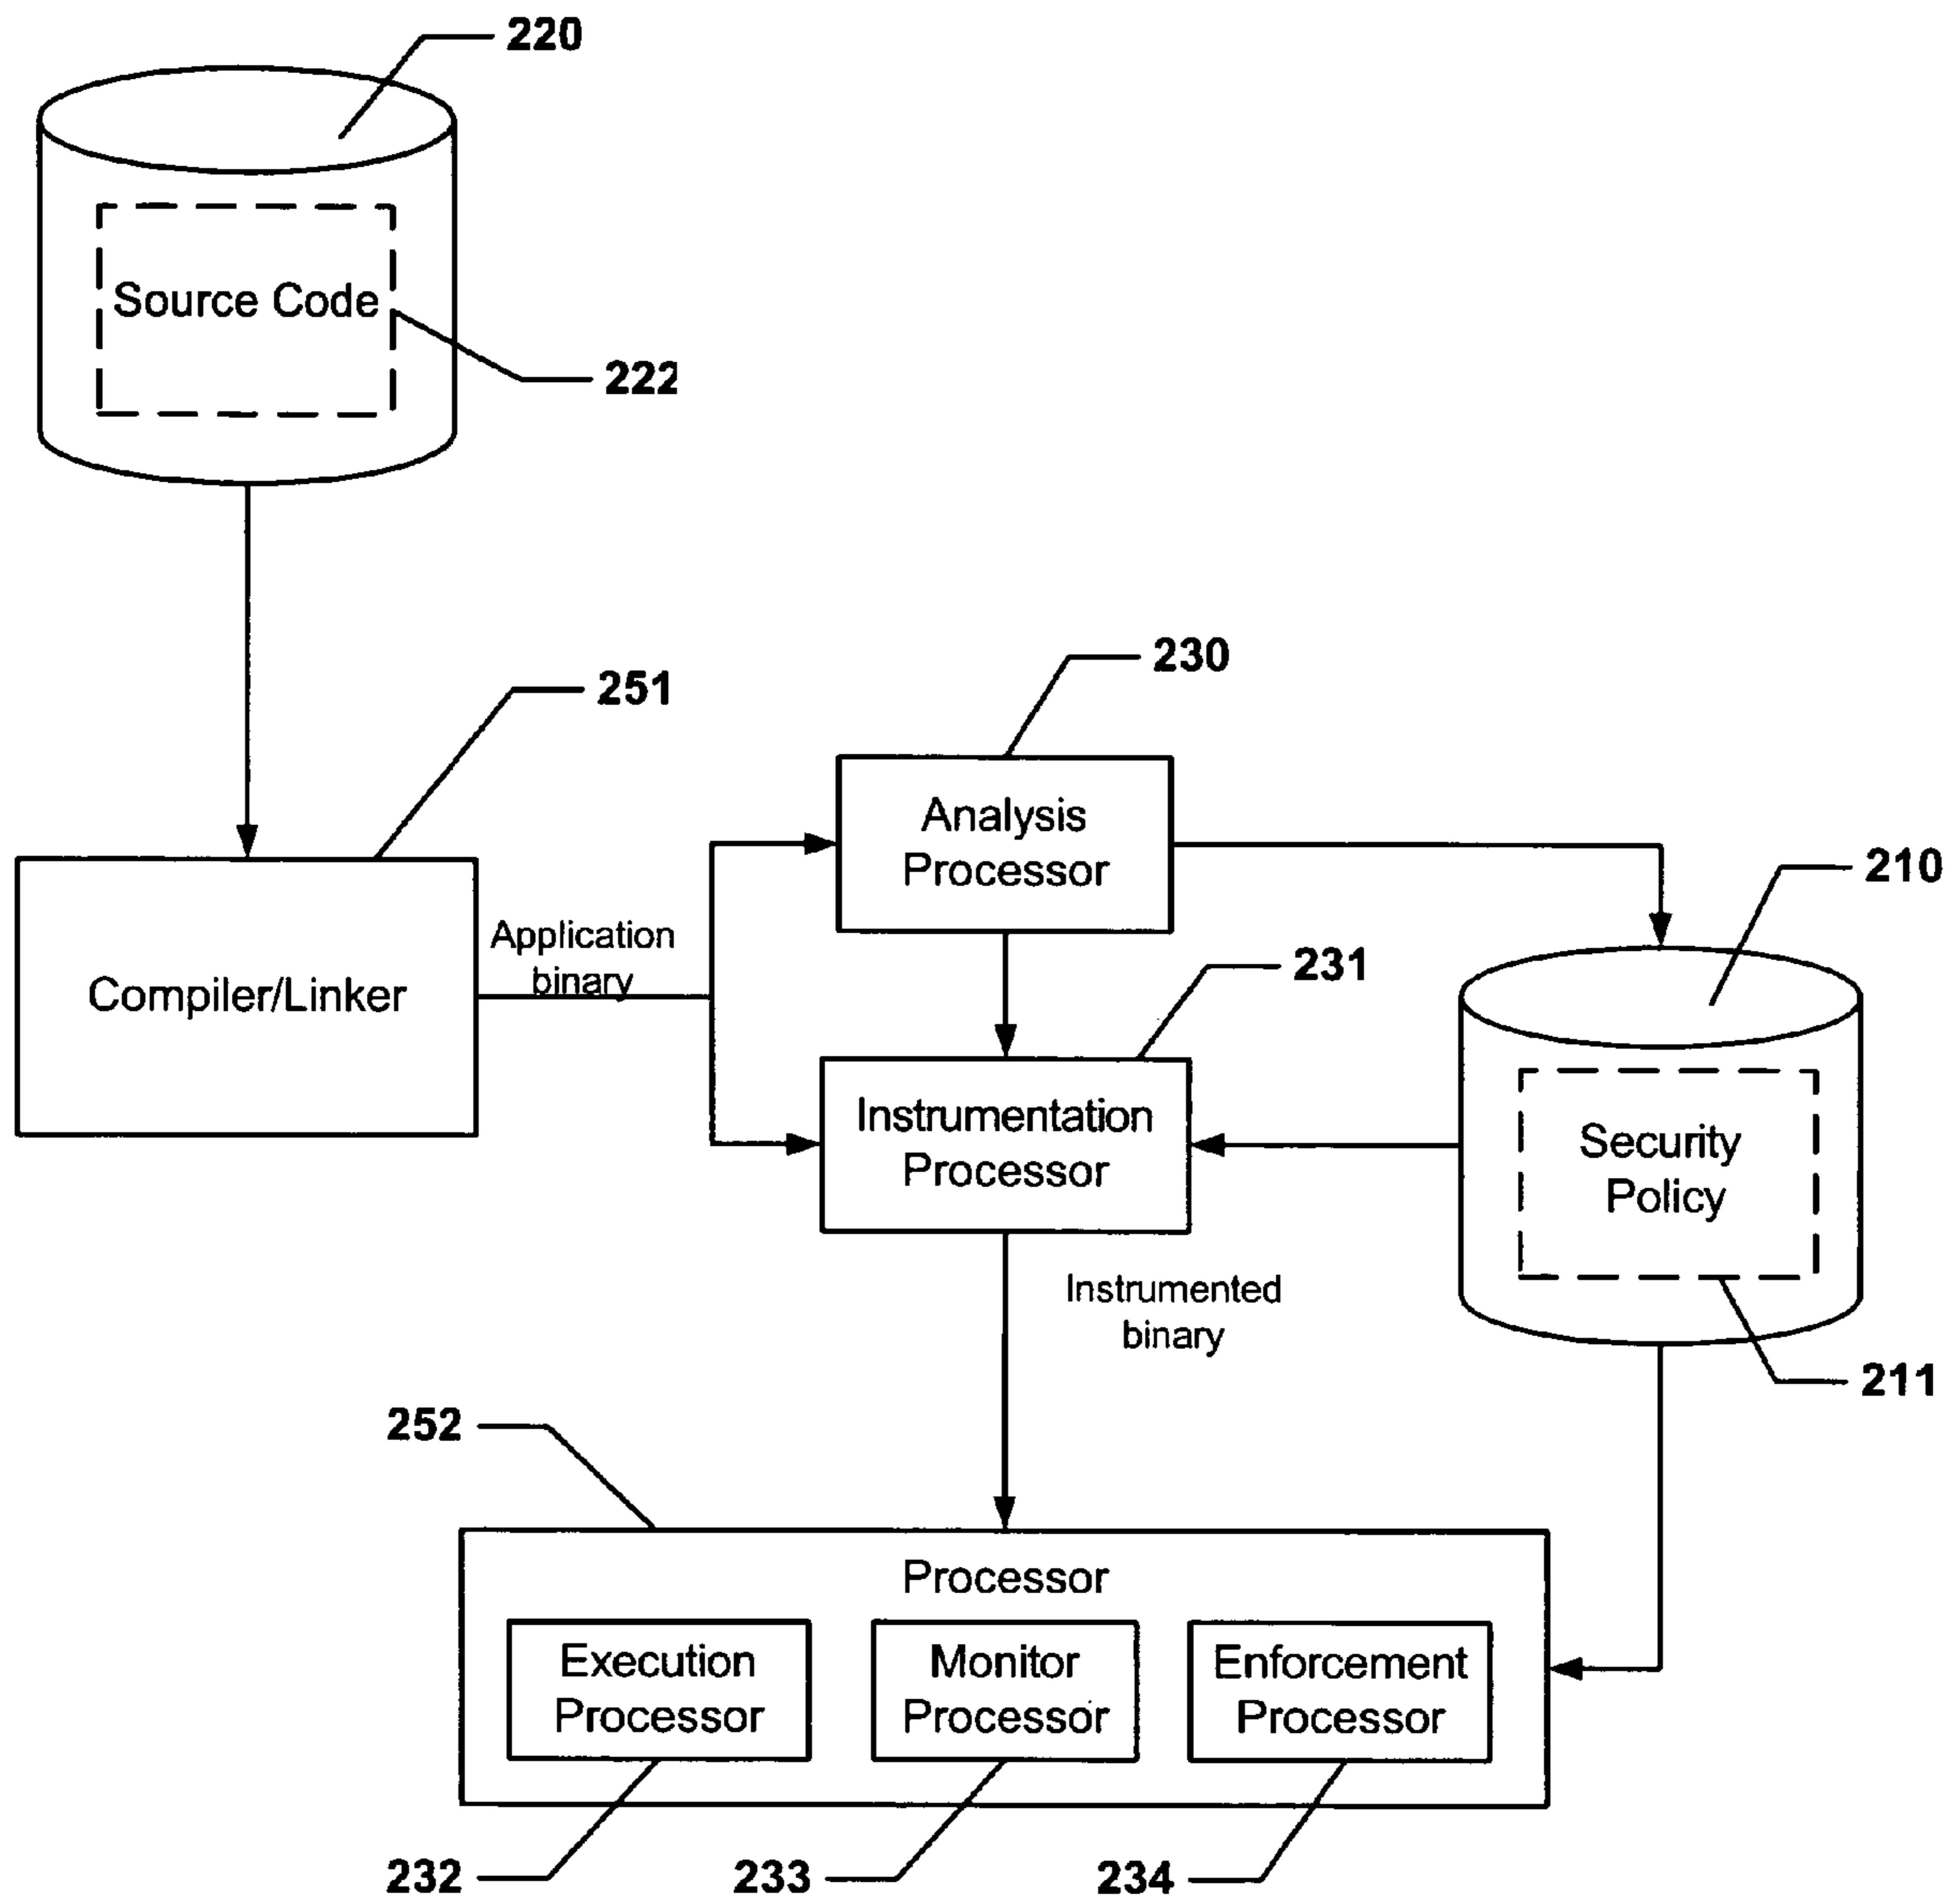 220
Source Code
222
251
230
Analysis
Processor
210
Application
binary
231
Compiler/Linker
Instrumentation
Processor
Security
Policy
Instrumented
binary
211
252
Processor
Execution
Processor
Monitor
Processor
Enforcement
Processor
232
233
234